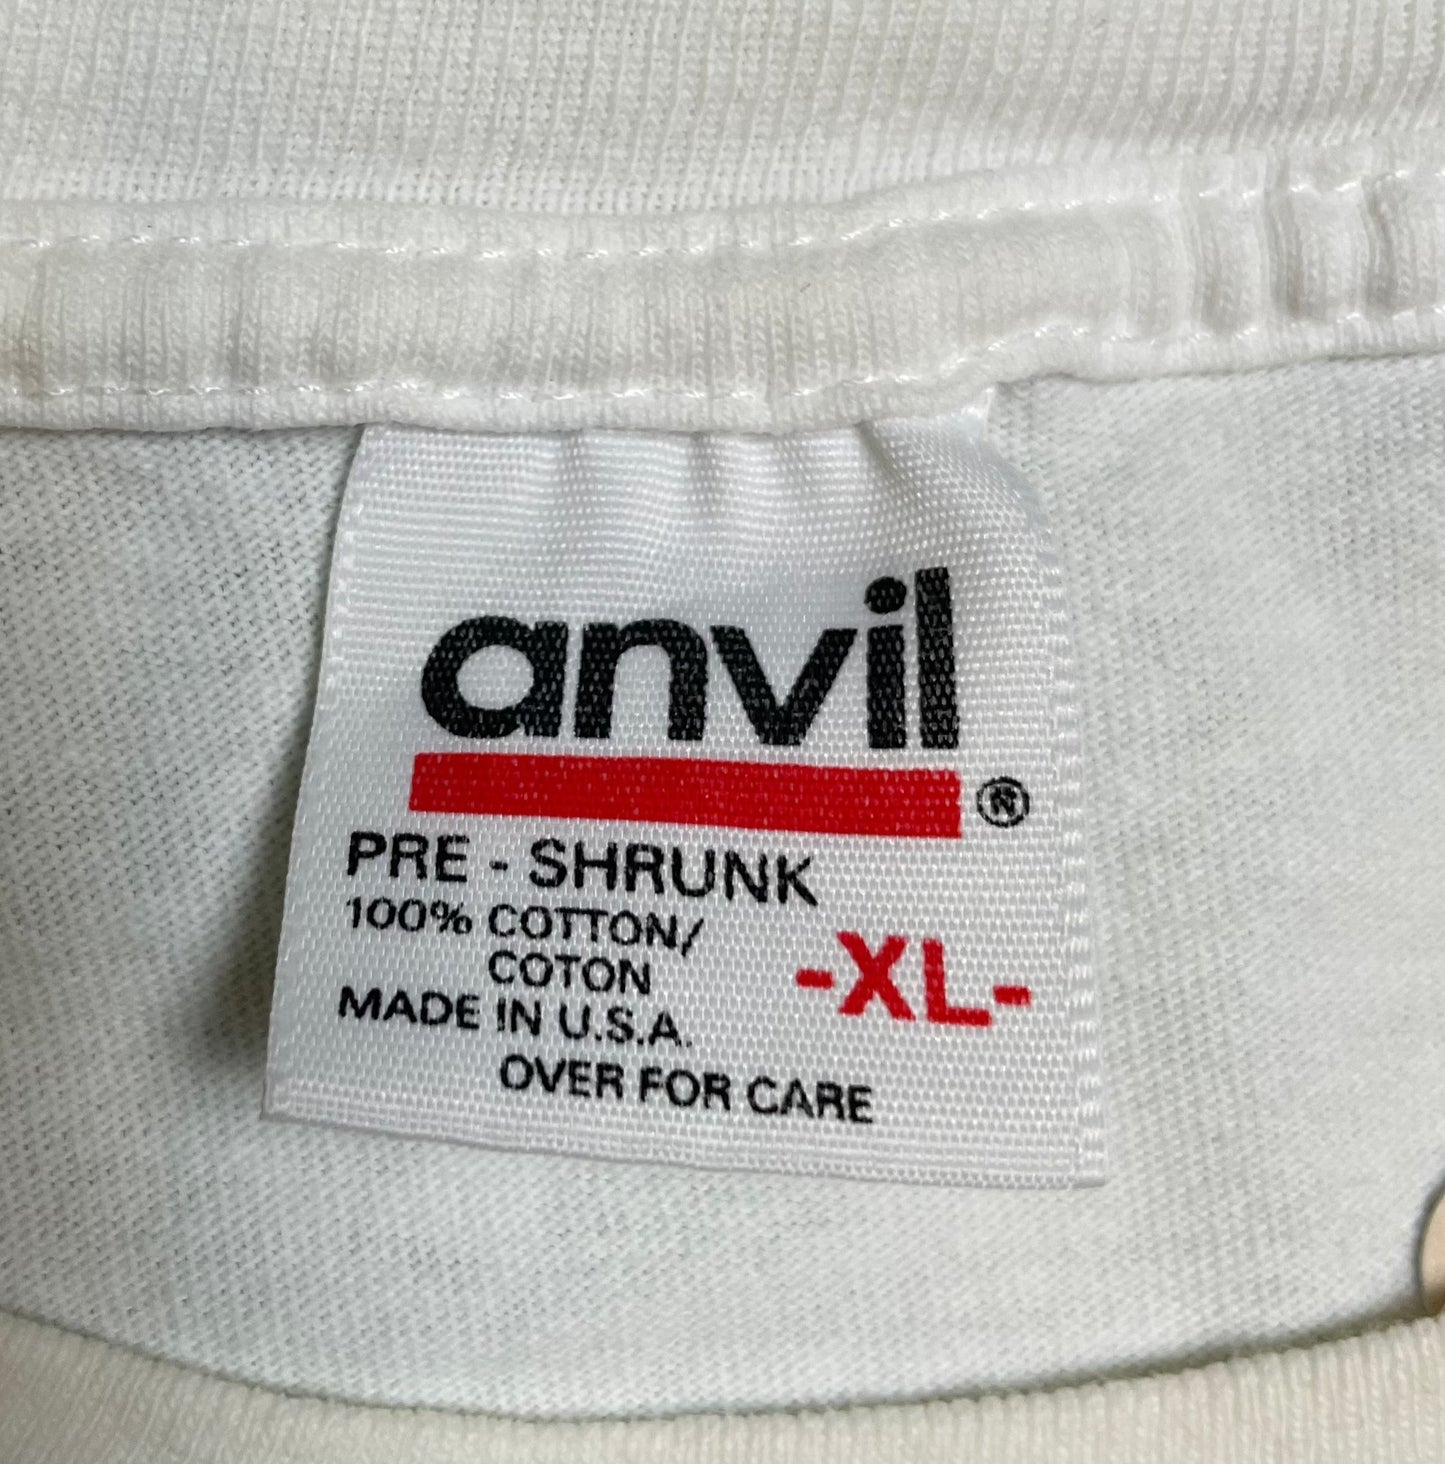 anvil®
PRE - SHRUNK
100% COTTON/
COTON
-XL-
MADE IN U.S.A.
OVER FOR CARE